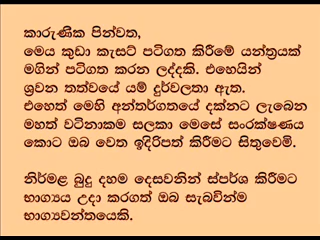 කාරුණික පින්වත,
මෙය කුඩා කැසට් පටිගත කිරීමේ යන්ත්‍රයක්
මගින් පටිගත කරන ලද්දකි. එහෙයින්
ශ්‍රවන තත්වයේ යම් දුර්වලතා ඇත.
එහෙත් මෙහි අන්තර්ගතයේ දක්නට ලැබෙන
මහත් වටිනාකම සලකා මෙසේ සංරක්ෂණය
කොට ඔබ වෙත ඉදිරිපත් කිරීමට සිතුවෙමි.
නිර්මළ බුදු දහම දෙසවනින් ස්පර්ශ කිරීමට
භාග්‍යය උදා කරගත් ඔබ සැබවින්ම
භාග්‍යවන්තයෙකි.